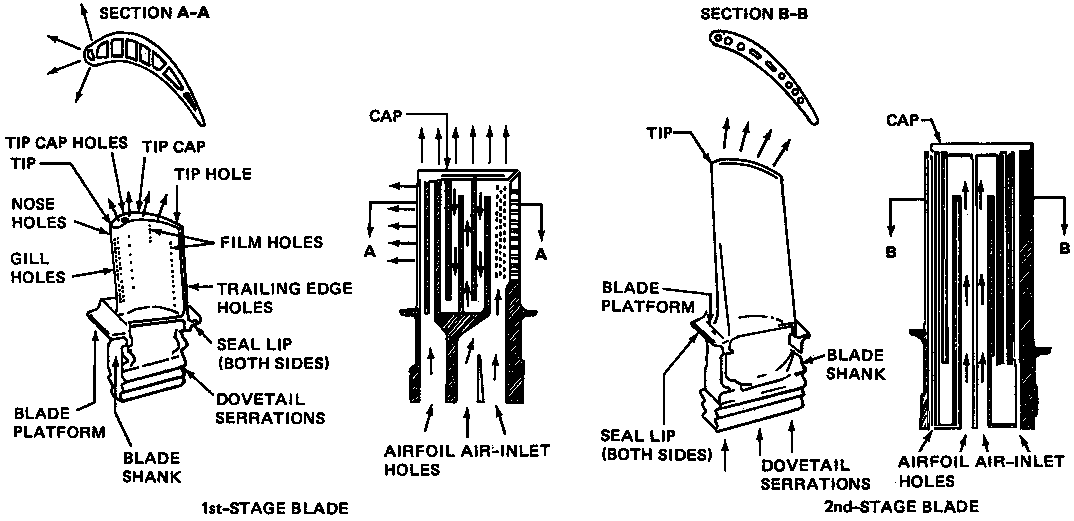 SECTION A-A
TIP CAP HOLES
TIP
TIP CAP
TIP HOLE
NOSE
HOLES
FILM HOLES
GILL
HOLES
TRAILING EDGE
HOLES
SEAL LIP
(BOTH SIDES)
DOVETAIL
SERRATIONS
BLADE
PLATFORM
BLADE
SHANK
CAP
A
A
AIRFOIL AIR-INLET
HOLES
1st-STAGE BLADE
SECTION B-B
TIP
BLADE
PLATFORM
BLADE
SHANK
SEAL LIP
(BOTH SIDES)
DOVETAIL
SERRATIONS
CAP
B
B
AIRFOIL AIR-INLET
HOLES
2nd-STAGE BLADE